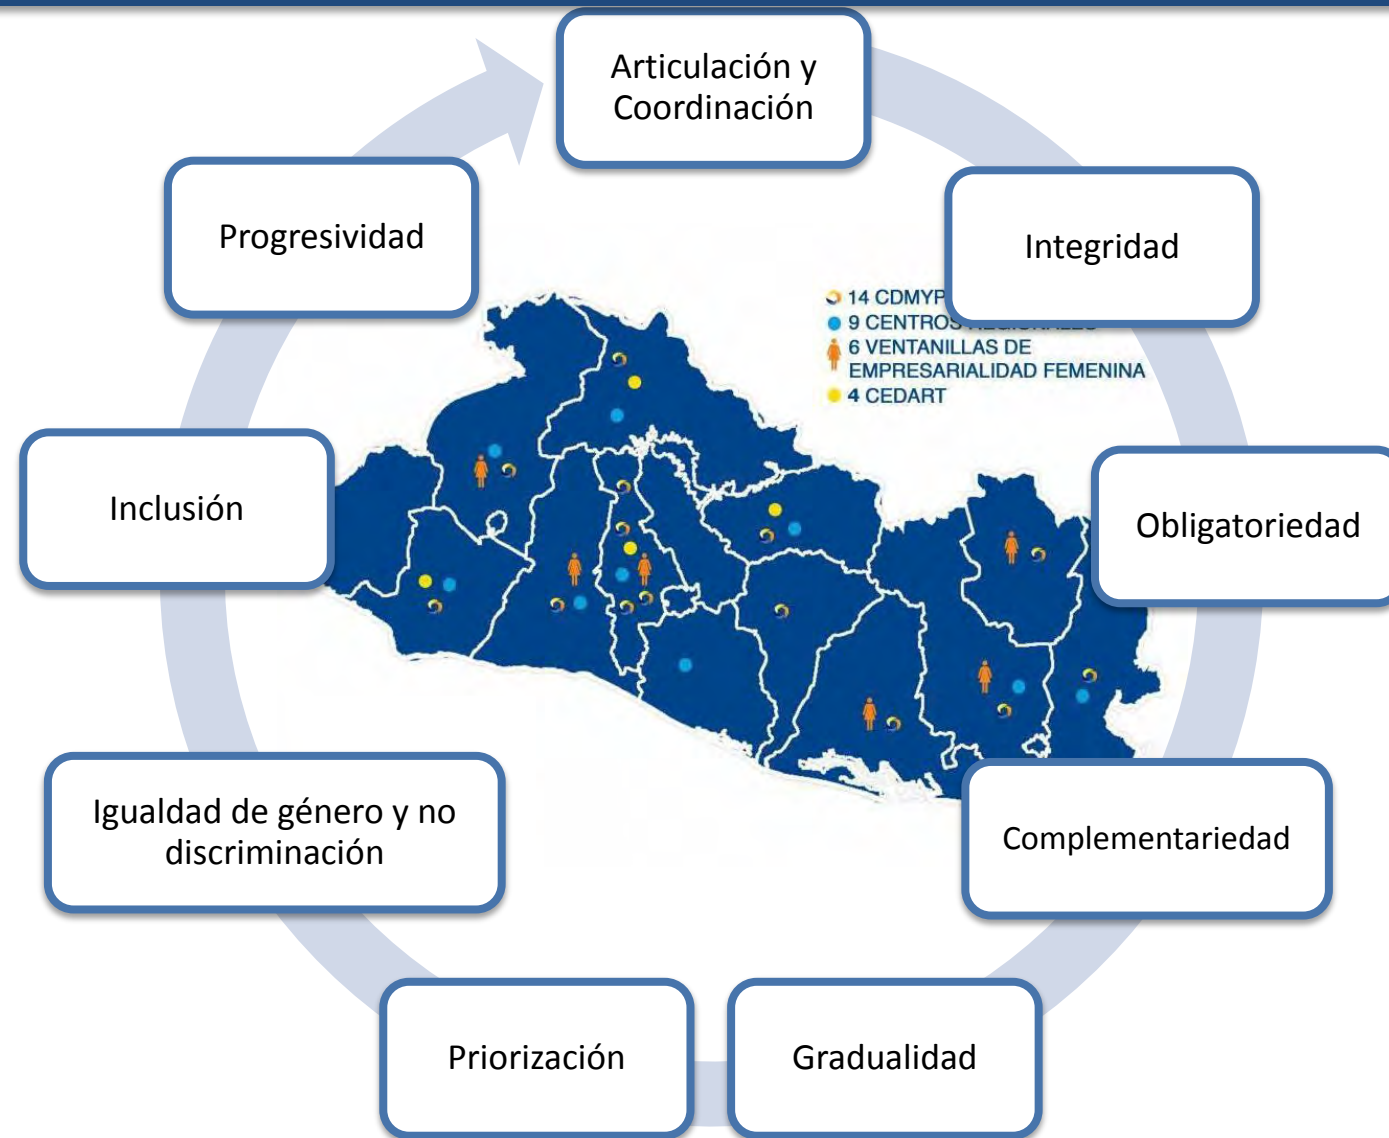 Articulación y
Coordinación
Progresividad
Integridad
14 CDMYP
9 CENTROS REGIONALES
6 VENTANILLAS DE
EMPRESARIALIDAD FEMENINA
4 CEDART
Inclusión
Obligatoriedad
Igualdad de género y no
discriminación
Complementariedad
Priorización
Gradualidad